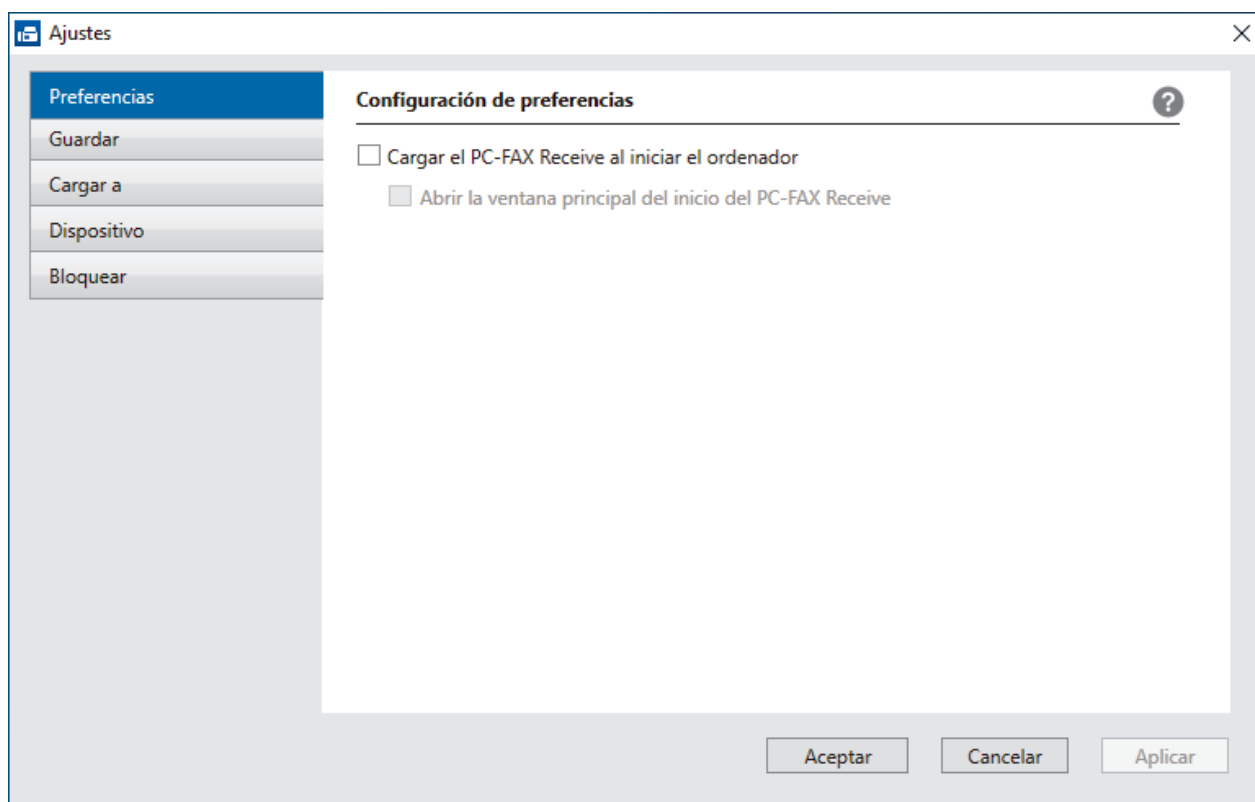 Ajustes
Preferencias
Guardar
Cargar a
Dispositivo
Bloquear
Configuración de preferencias
?
Cargar el PC-FAX Receive al iniciar el ordenador
Abrir la ventana principal del inicio del PC-FAX Receive
Aceptar
Cancelar
Aplicar